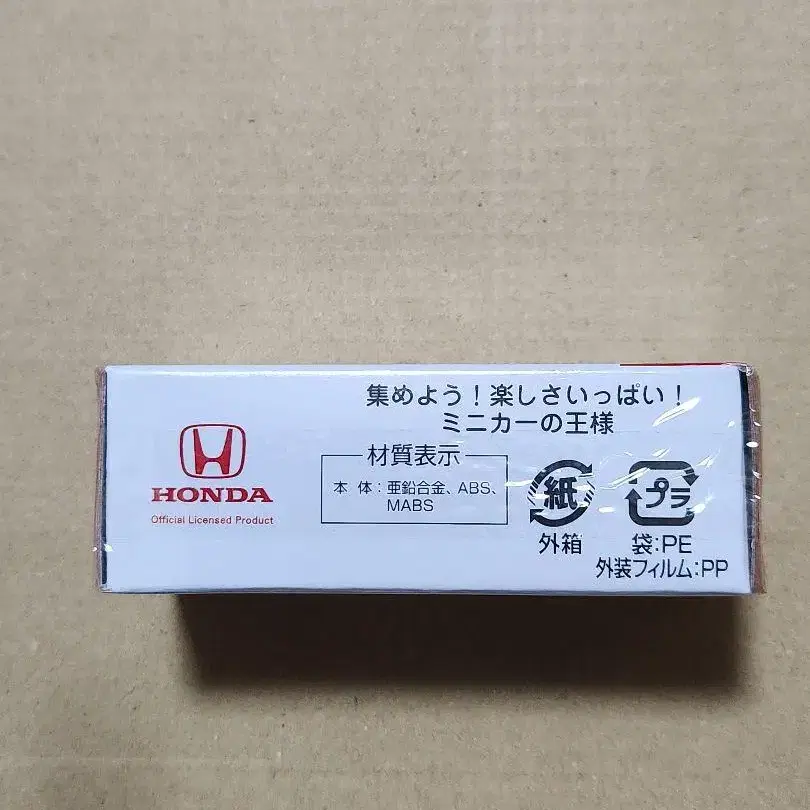 集めよう！楽しさいっぱい！
ミニカーの王様
HONDA
Official Licensed Product
材質表示
本 体：亜鉛合金、ABS、
MABS
紙
外箱
プラ
袋:PE
外装フィルム:PP